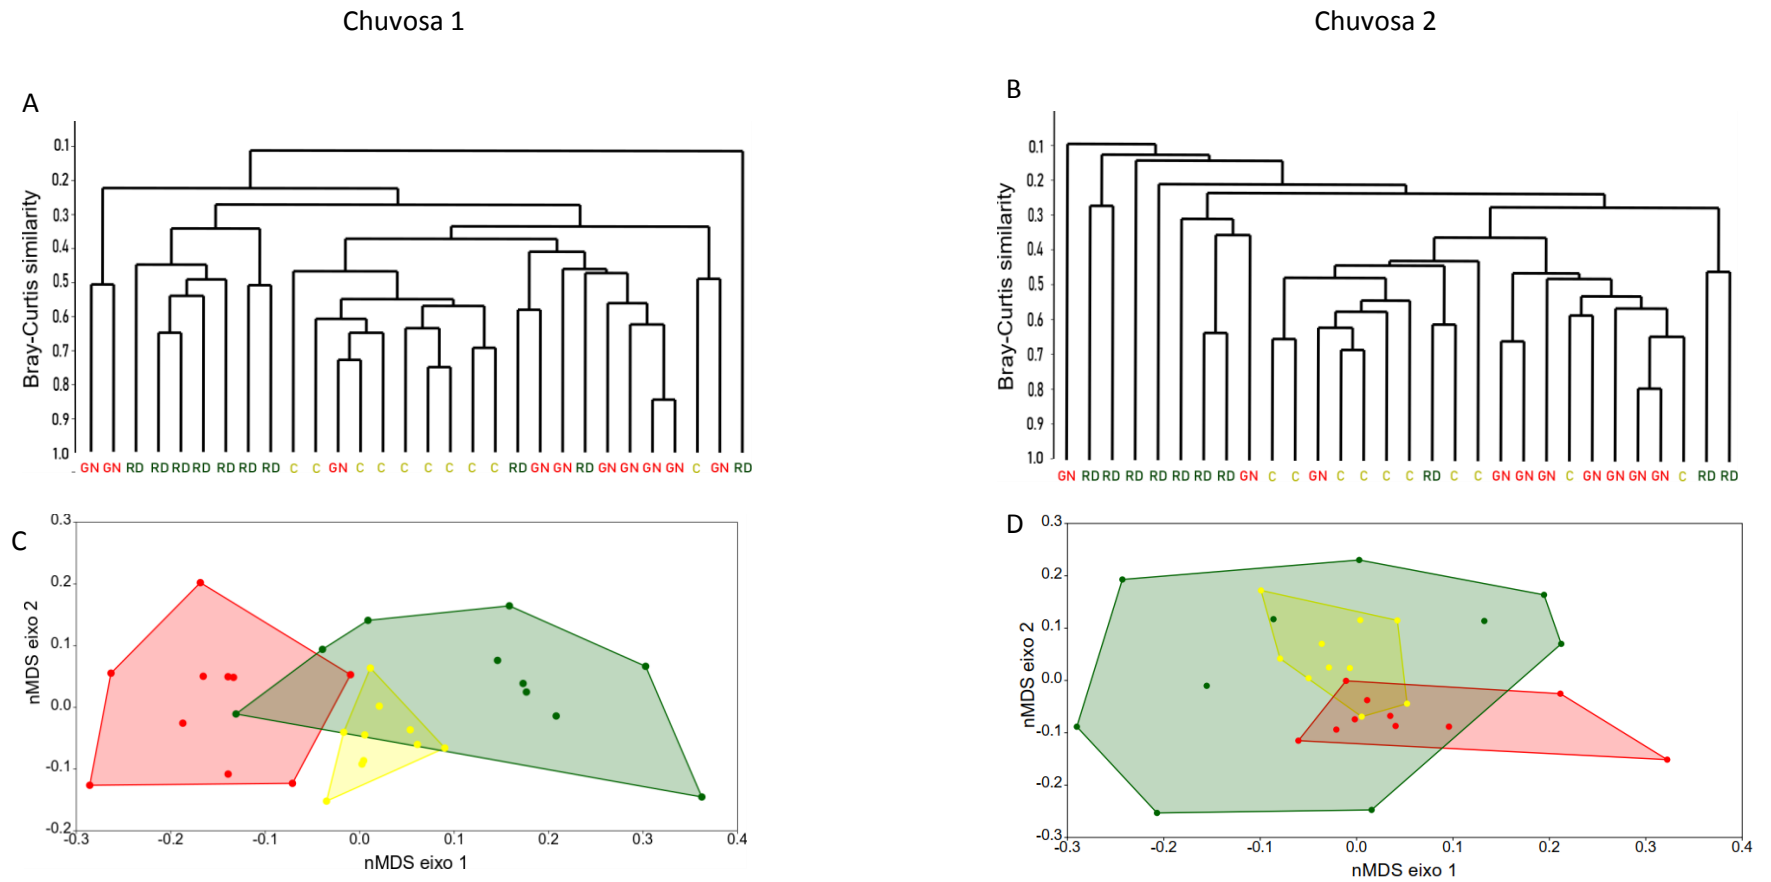 Chuvosa 1
Chuvosa 2
A
Bray-Curtis similarity
0.1
0.2
0.3
0.4
0.5
0.6
0.7
0.8
0.9
1.0
GN GN RD RD RD RD RD RD RD C C GN C C C C C C C RD GN GN RD GN GN GN GN C GN RD
B
Bray-Curtis similarity
0.1
0.2
0.3
0.4
0.5
0.6
0.7
0.8
0.9
1.0
GN RD RD RD RD RD RD RD GN C C GN C C C C RD C C GN GN GN C GN GN GN GN C RD RD
C
nMDS eixo 2
0.3
0.2
0.1
0.0
-0.1
-0.2
-0.3 -0.2 -0.1 0.0 0.1 0.2 0.3 0.4
nMDS eixo 1
D
nMDS eixo 2
0.3
0.2
0.1
0.0
-0.1
-0.2
-0.3
-0.3 -0.2 -0.1 0.0 0.1 0.2 0.3 0.4
nMDS eixo 1